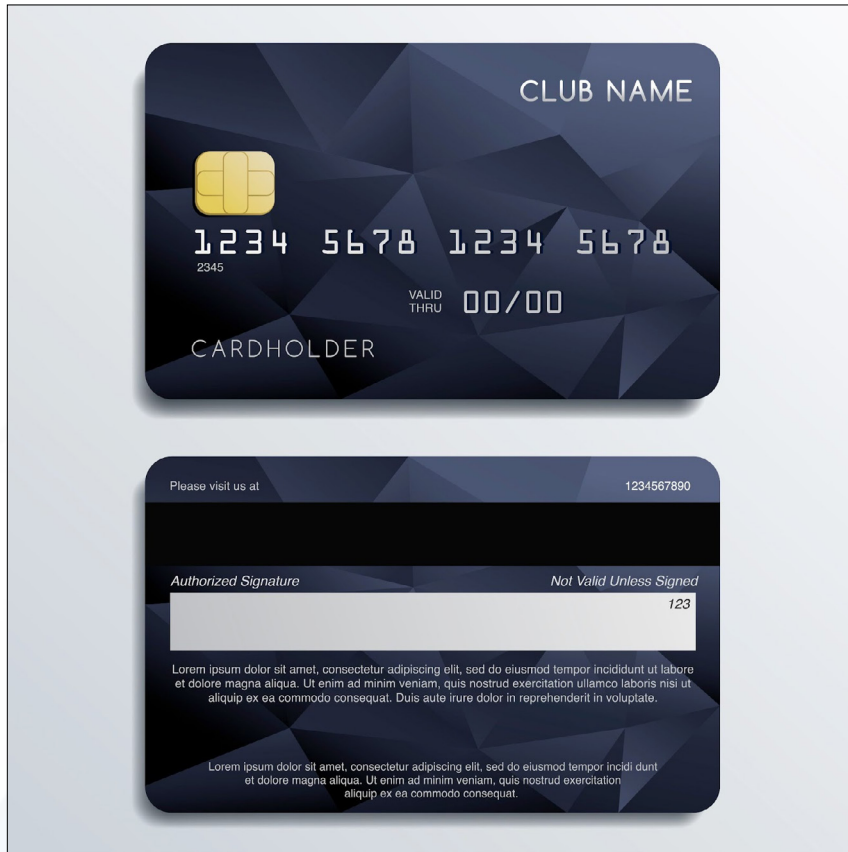 CLUB NAME
1234 5678 1234 5678
2345
VALID
THRU
00/00
CARDHOLDER
Please visit us at
1234567890
Authorized Signature
Not Valid Unless Signed
123
Lorem ipsum dolor sit amet, consectetur adipiscing elit, sed do eiusmod tempor incididunt ut labore
et dolore magna aliqua. Ut enim ad minim veniam, quis nostrud exercitation ullamco laboris nisi ut
aliquip ex ea commodo consequat. Duis aute irure dolor in reprehenderit in voluptate.
Lorem ipsum dolor sit amet, consectetur adipiscing elit, sed do eiusmod tempor incidi dunt
et dolore magna aliqua. Ut enim ad minim veniam, quis nostrud exercitation
aliquip ex ea commodo consequat.